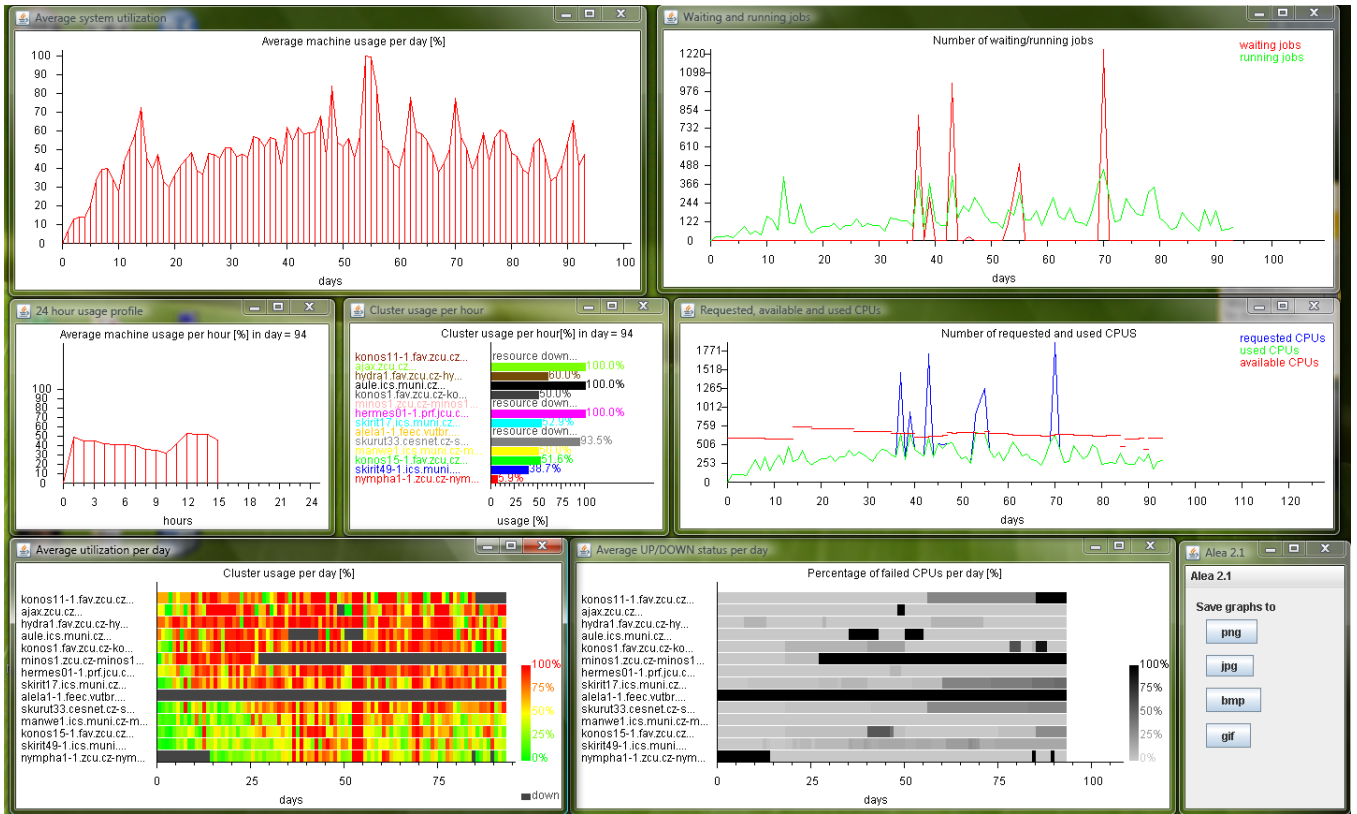 Average system utilization
Average machine usage per day [%]
100
90
80
70
60
50
40
30
20
10
0
0 10 20 30 40 50 60 70 80 90 100
days
Waiting and running jobs
Number of waiting/running jobs
waiting jobs
running jobs
1220
1098
976
854
732
610
488
366
244
122
0
0 10 20 30 40 50 60 70 80 90 100
days
24 hour usage profile
Average machine usage per hour [%] in day = 94
100
90
80
70
60
50
40
30
20
10
0
0 3 6 9 12 15 18 21 24
hours
Cluster usage per hour
Cluster usage per hour[%] in day = 94
konos11-1.fav.zcu.cz... resource down...
ajax.zcu.cz... 100.0%
hydra1.fav.zcu.cz-hy... 60.0%
aule.ics.muni.cz... 100.0%
konos1.fav.zcu.cz-ko... 50.0%
minos1.zcu.cz-minos1... resource down...
hermes01-1.prf.jcu.c... 100.0%
skirit17.ics.muni.cz... 52.9%
alela1-1.feec.vutbr.... resource down...
skurut33.cesnet.cz-s... 93.5%
manwe1.ics.muni.cz-m... 50.0%
konos15-1.fav.zcu.cz... 51.6%
skirit49-1.ics.muni.... 38.7%
nympha1-1.zcu.cz-nym... 5.9%
0 25 50 75 100
usage [%]
Requested, available and used CPUs
Number of requested and used CPUS
requested CPUs
used CPUs
available CPUs
1771
1518
1265
1012
759
506
253
0
0 10 20 30 40 50 60 70 80 90 100 110 120
days
Average utilization per day
Cluster usage per day [%]
konos11-1.fav.zcu.cz...
ajax.zcu.cz...
hydra1.fav.zcu.cz-hy...
aule.ics.muni.cz...
konos1.fav.zcu.cz-ko...
minos1.zcu.cz-minos1...
hermes01-1.prf.jcu.c...
skirit17.ics.muni.cz...
alela1-1.feec.vutbr....
skurut33.cesnet.cz-s...
manwe1.ics.muni.cz-m...
konos15-1.fav.zcu.cz...
skirit49-1.ics.muni....
nympha1-1.zcu.cz-nym...
100%
75%
50%
25%
0%
down
0 25 50 75
days
Average UP/DOWN status per day
Percentage of failed CPUs per day [%]
konos11-1.fav.zcu.cz...
ajax.zcu.cz...
hydra1.fav.zcu.cz-hy...
aule.ics.muni.cz...
konos1.fav.zcu.cz-ko...
minos1.zcu.cz-minos1...
hermes01-1.prf.jcu.c...
skirit17.ics.muni.cz...
alela1-1.feec.vutbr....
skurut33.cesnet.cz-s...
manwe1.ics.muni.cz-m...
konos15-1.fav.zcu.cz...
skirit49-1.ics.muni....
nympha1-1.zcu.cz-nym...
100%
75%
50%
25%
0%
0 25 50 75 100
days
Alea 2.1
Alea 2.1
Save graphs to
png
jpg
bmp
gif